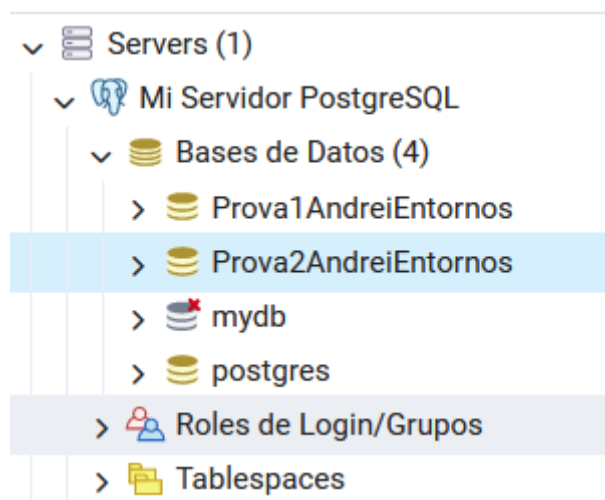 Servers (1)
Mi Servidor PostgreSQL
Bases de Datos (4)
Prova1AndreiEntornos
Prova2AndreiEntornos
mydb
postgres
Roles de Login/Grupos
Tablespaces